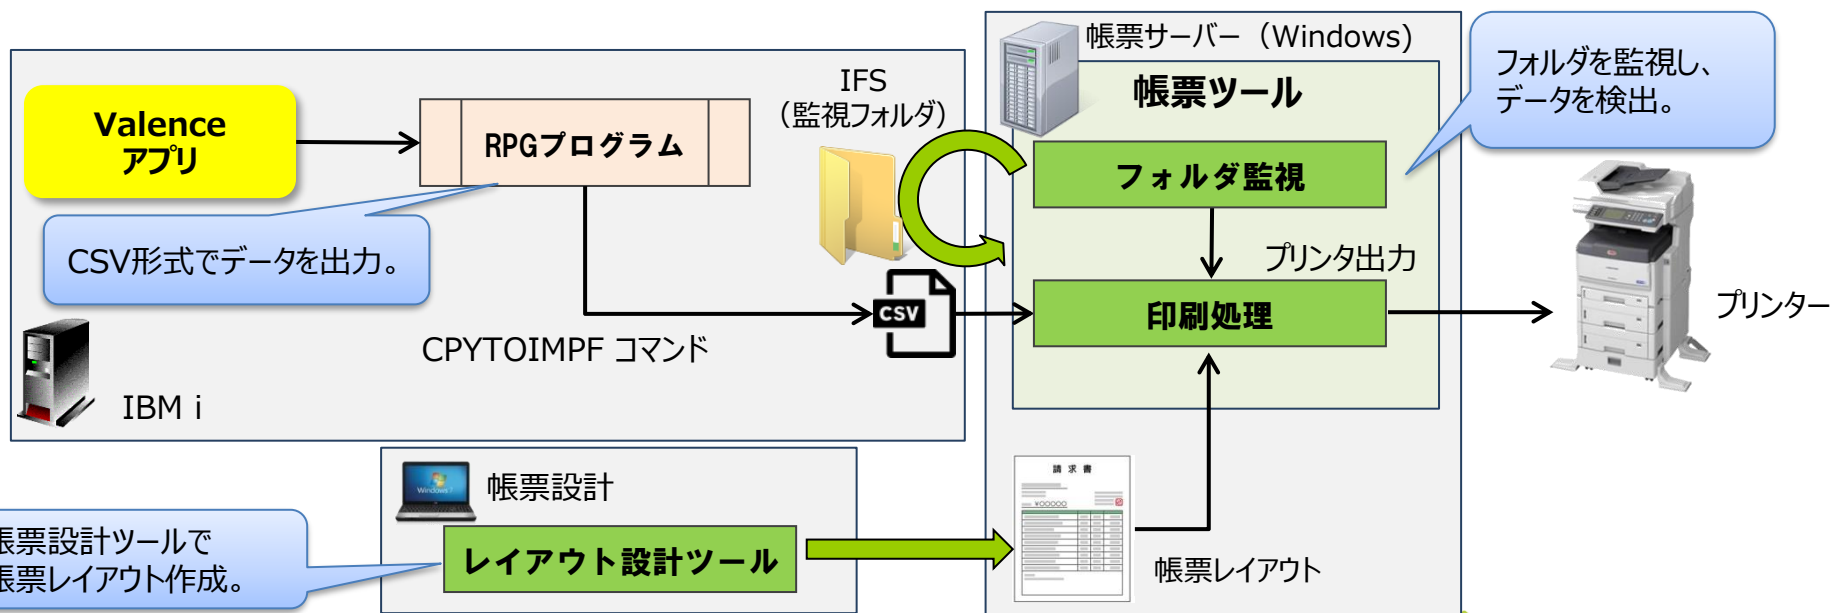 帳票サーバー（Windows)
帳票ツール
フォルダを監視し、
データを検出。
IFS
（監視フォルダ）
Valence
アプリ
RPGプログラム
フォルダ監視
CSV形式でデータを出力。
プリンタ出力
CSV
印刷処理
プリンター
CPYTOIMPF コマンド
IBM i
帳票設計
請 求 書
¥OOOOO
帳票設計ツールで
帳票レイアウト作成。
レイアウト設計ツール
帳票レイアウト